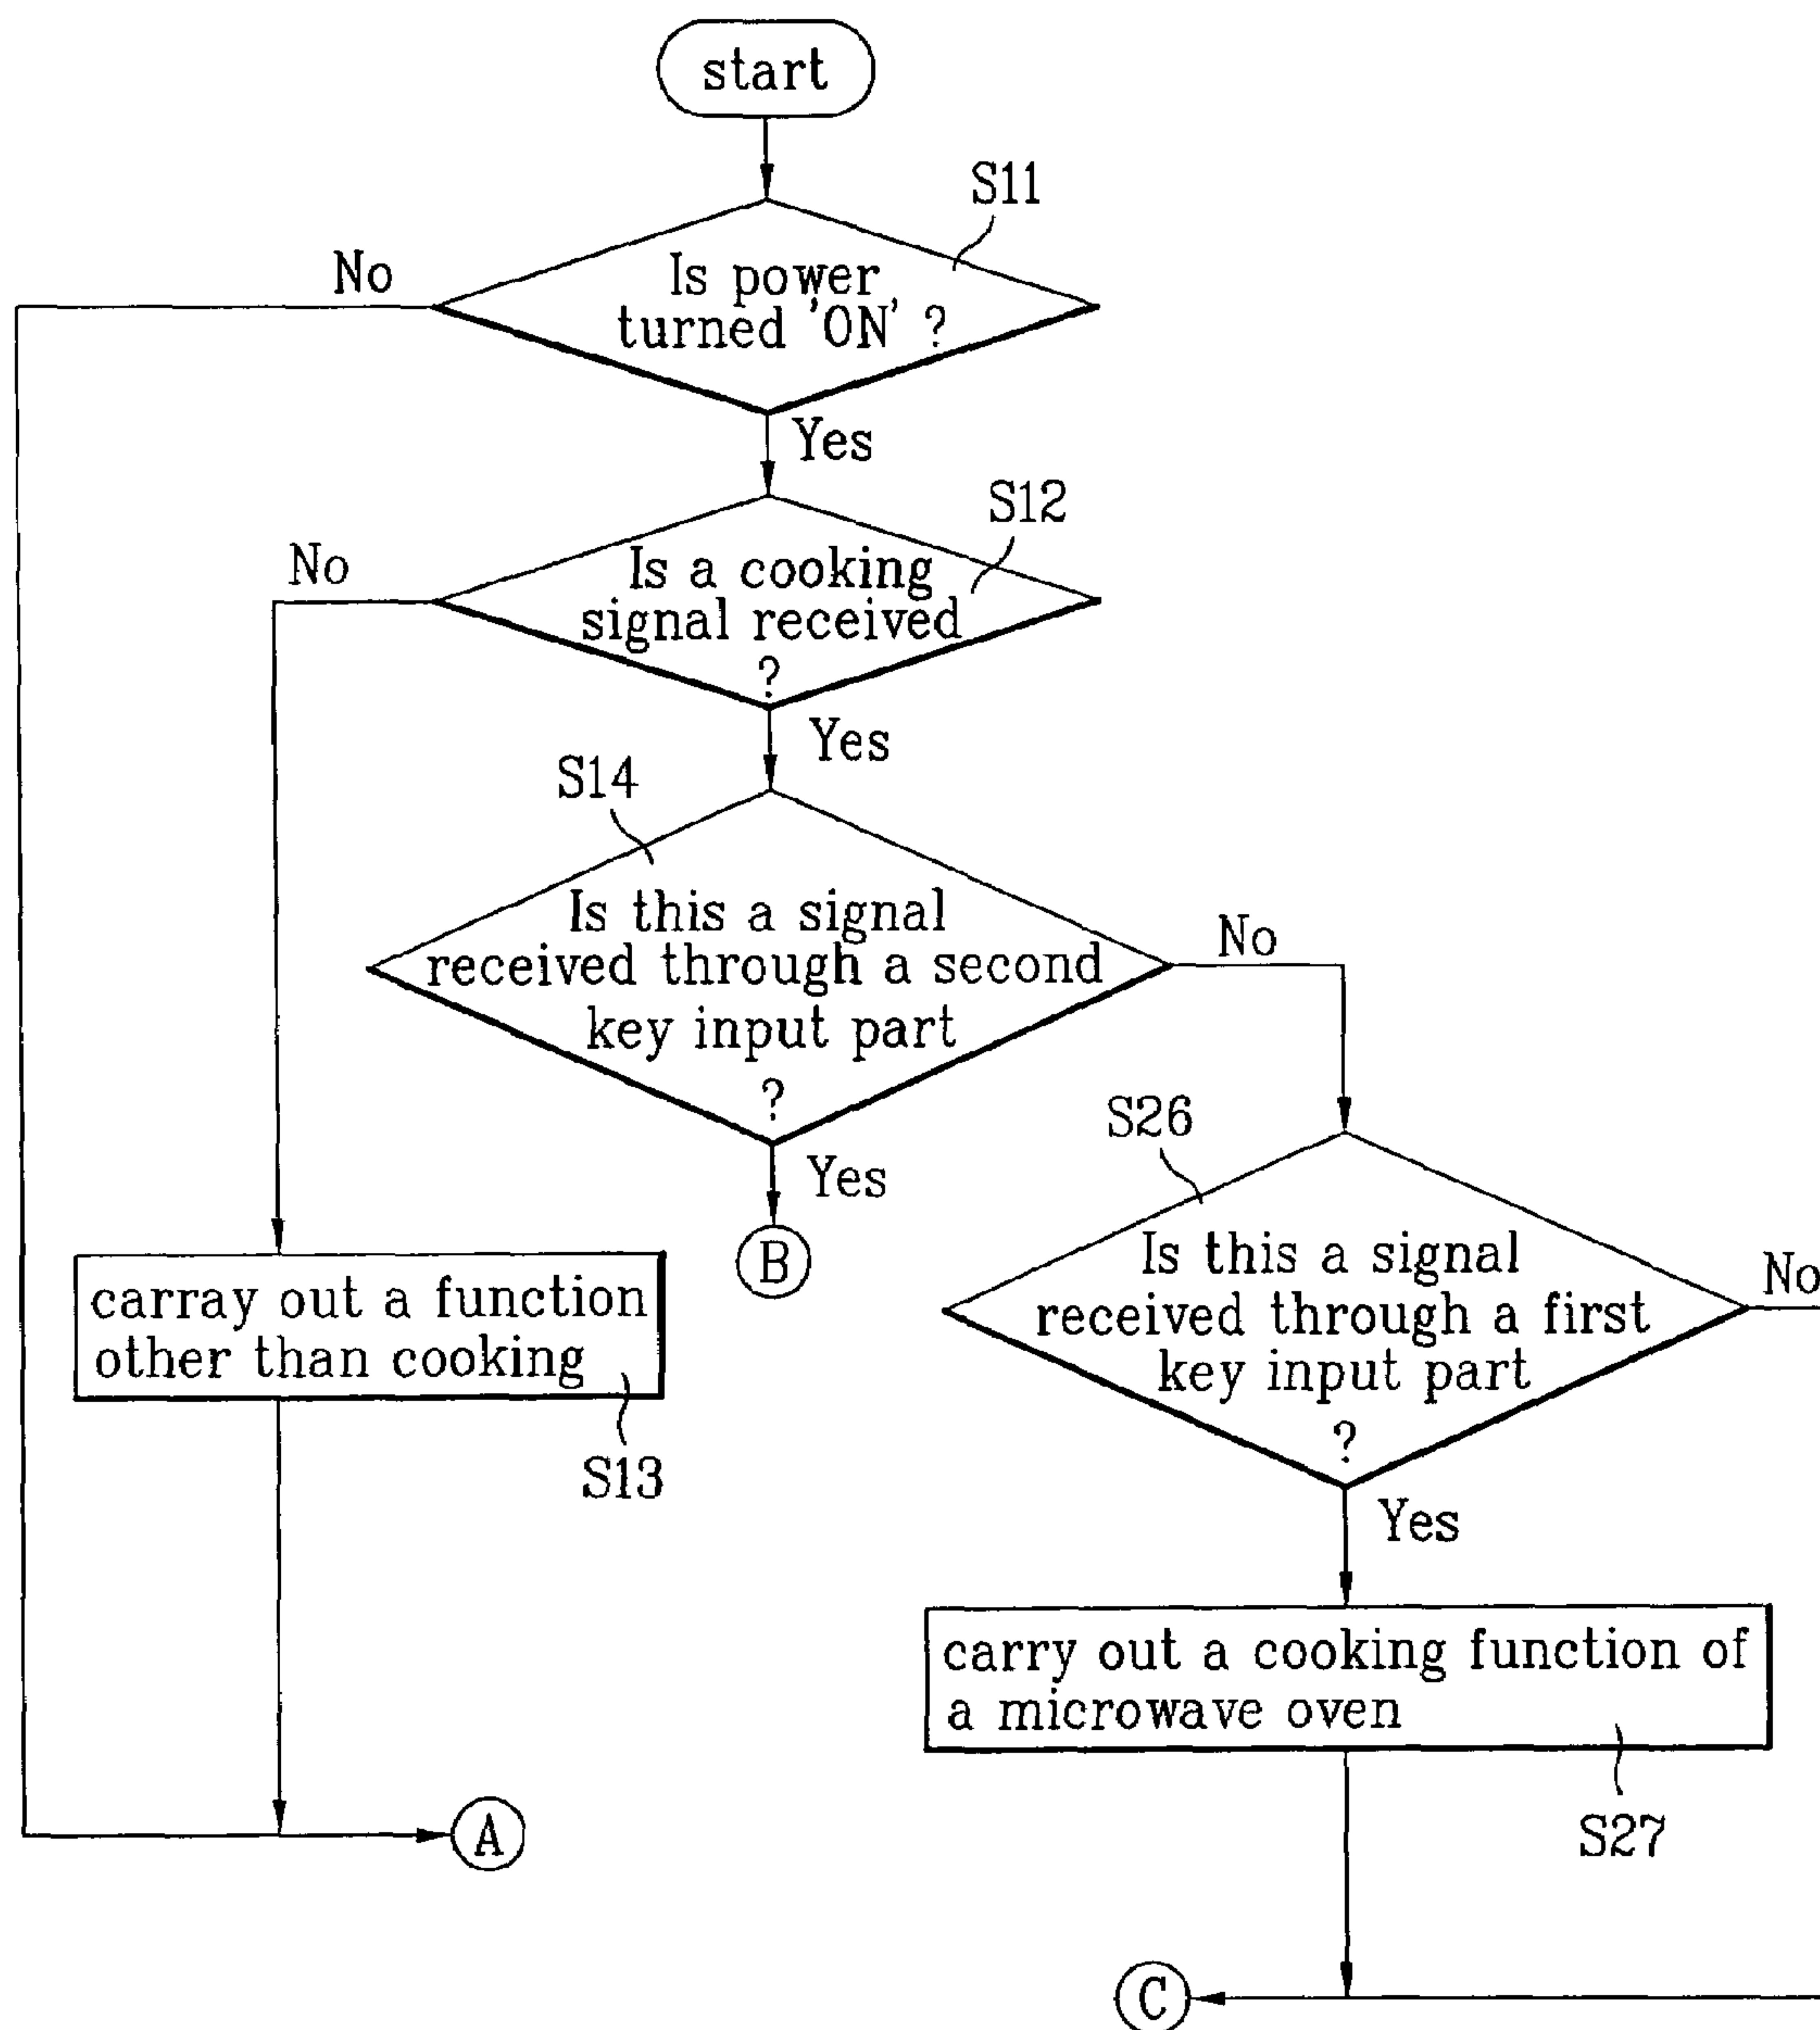 start
S11
No
Is power
turned 'ON' ?
Yes
S12
No
Is a cooking
signal received
?
Yes
S14
Is this a signal
received through a second
key input part
?
No
Yes
B
S26
Is this a signal
received through a first
key input part
?
No
Yes
carray out a function
other than cooking
S13
carry out a cooking function of
a microwave oven
S27
A
C